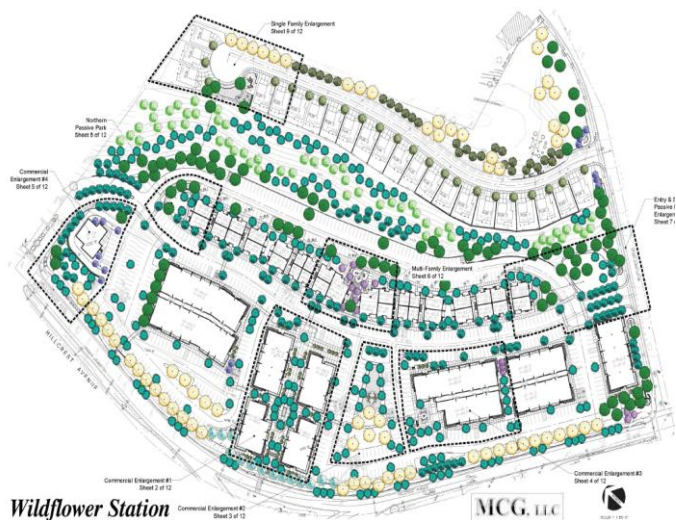 Single Family Enlargement
Sheet 9 of 12
Northern
Passive Park
Sheet 8 of 12
Commercial
Enlargement #4
Sheet 5 of 12
Entry & S
Passive
Enlarge
Sheet 7
Multi-Family Enlargement
Sheet 6 of 12
HILLCREST AVENUE
Commercial Enlargement #1
Sheet 2 of 12
Commercial Enlargement #2
Sheet 3 of 12
Commercial Enlargement #3
Sheet 4 of 12
Wildflower Station
MCG, LLC